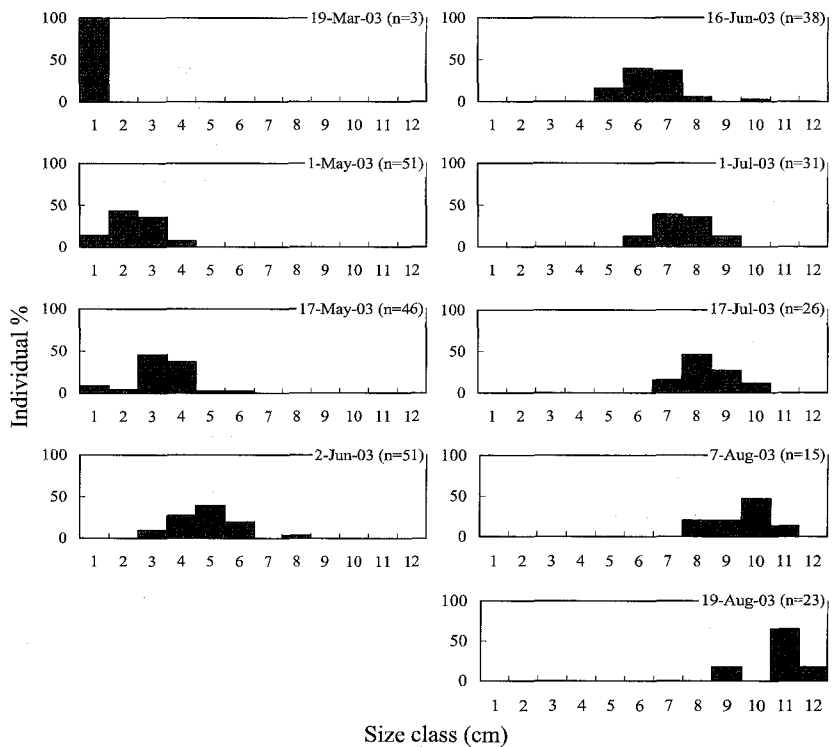 19-Mar-03 (n=3)
100
50
0
1 2 3 4 5 6 7 8 9 10 11 12
1-May-03 (n=51)
100
50
0
1 2 3 4 5 6 7 8 9 10 11 12
17-May-03 (n=46)
100
50
0
1 2 3 4 5 6 7 8 9 10 11 12
2-Jun-03 (n=51)
100
50
0
1 2 3 4 5 6 7 8 9 10 11 12
16-Jun-03 (n=38)
100
50
0
1 2 3 4 5 6 7 8 9 10 11 12
1-Jul-03 (n=31)
100
50
0
1 2 3 4 5 6 7 8 9 10 11 12
17-Jul-03 (n=26)
100
50
0
1 2 3 4 5 6 7 8 9 10 11 12
7-Aug-03 (n=15)
100
50
0
1 2 3 4 5 6 7 8 9 10 11 12
19-Aug-03 (n=23)
100
50
0
1 2 3 4 5 6 7 8 9 10 11 12
Individual %
Size class (cm)